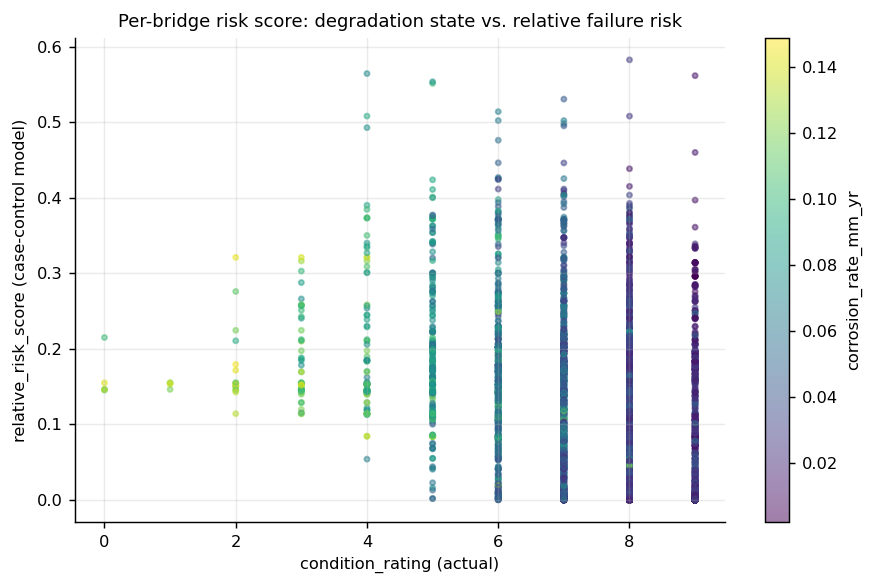 Per-bridge risk score: degradation state vs. relative failure risk
relative_risk_score (case-control model)
0.6
0.5
0.4
0.3
0.2
0.1
0.0
0 2 4 6 8
condition_rating (actual)
0.14
0.12
0.10
0.08
0.06
0.04
0.02
corrosion_rate_mm_yr